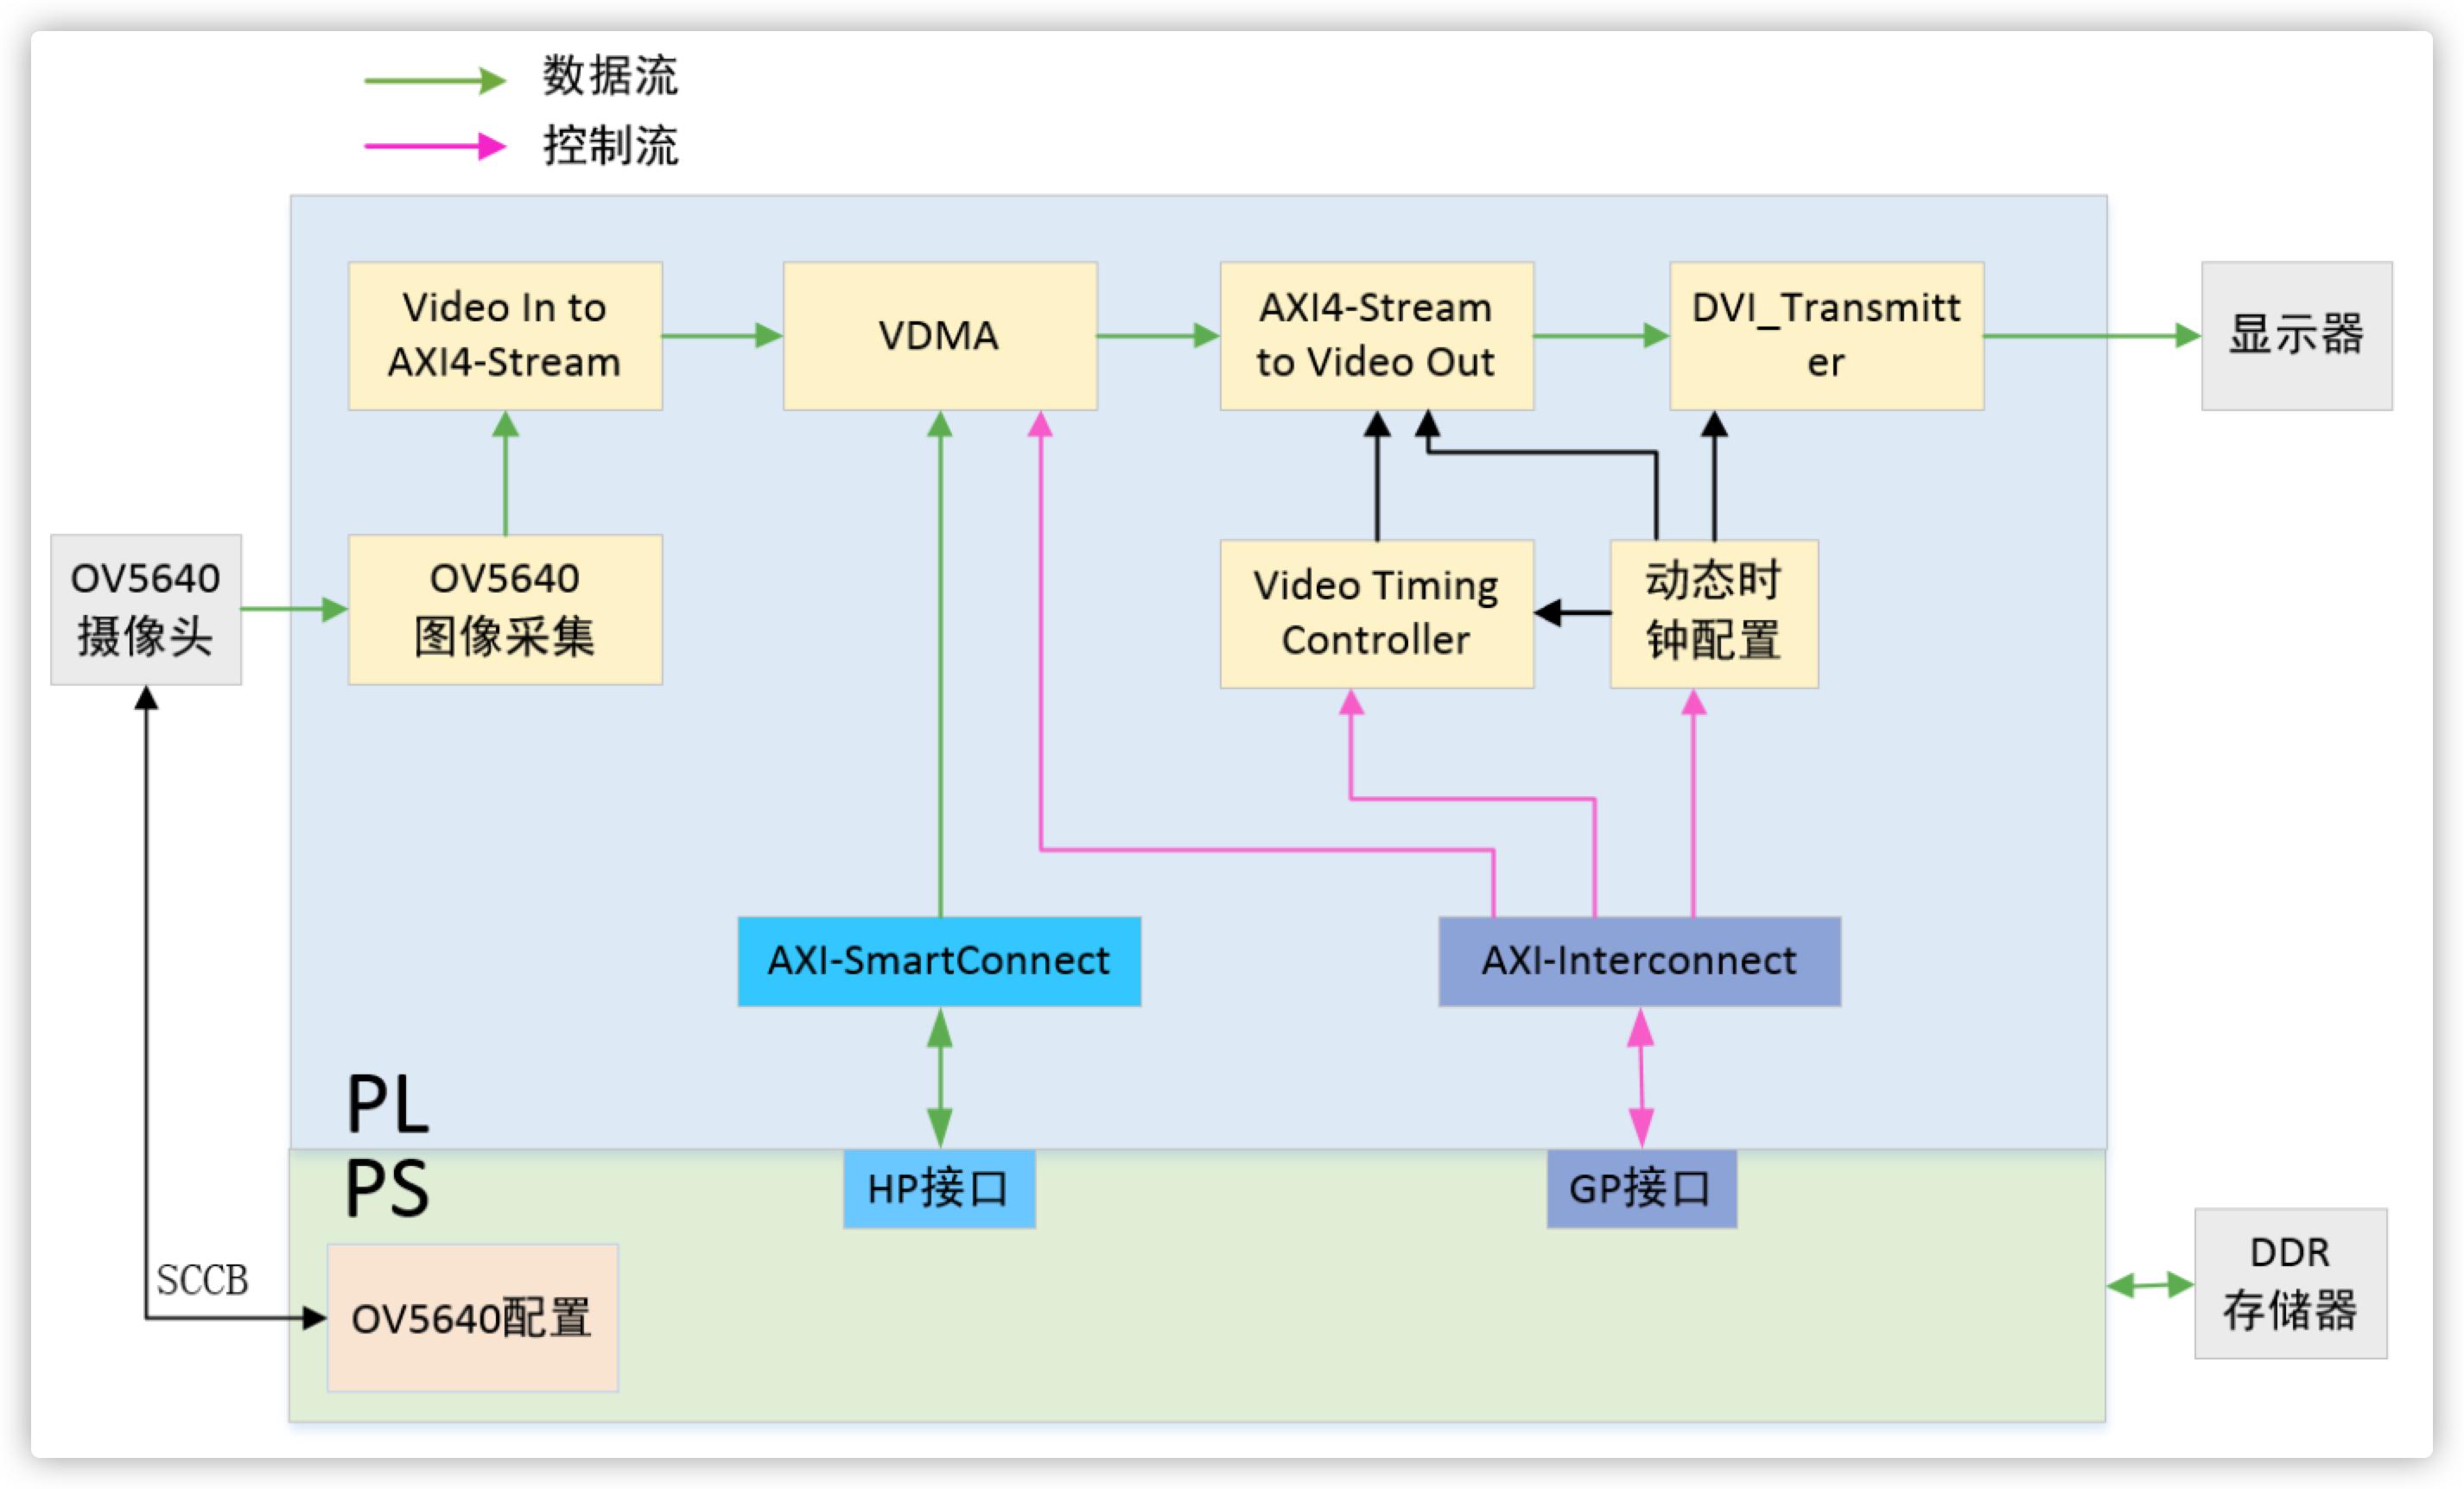 数据流
控制流
Video In to
AXI4-Stream
VDMA
AXI4-Stream
to Video Out
DVI_Transmitt
er
显示器
OV5640
摄像头
OV5640
图像采集
Video Timing
Controller
动态时
钟配置
AXI-SmartConnect
AXI-Interconnect
PL
PS
HP接口
GP接口
SCCB
OV5640配置
DDR
存储器